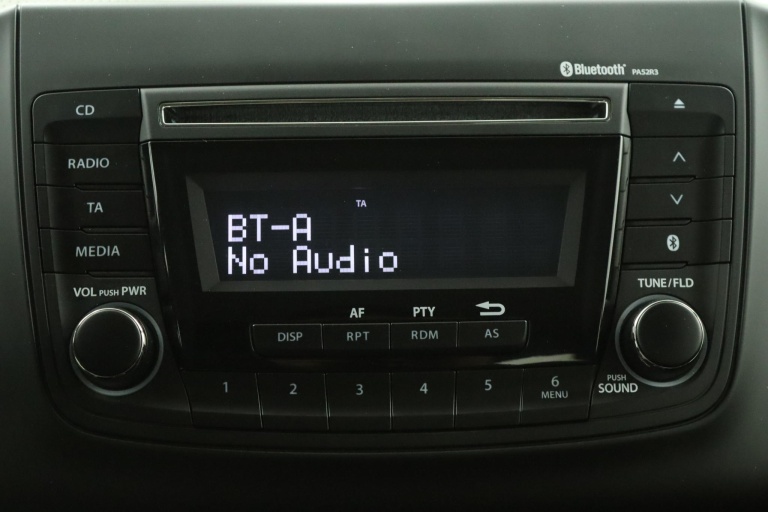 Bluetooth® PA52R3
CD
RADIO
TA
MEDIA
VOL PUSH PWR
TA
BT-A
No Audio
TUNE/FLD
AF PTY
DISP RPT RDM AS
1 2 3 4 5 6
MENU
PUSH
SOUND